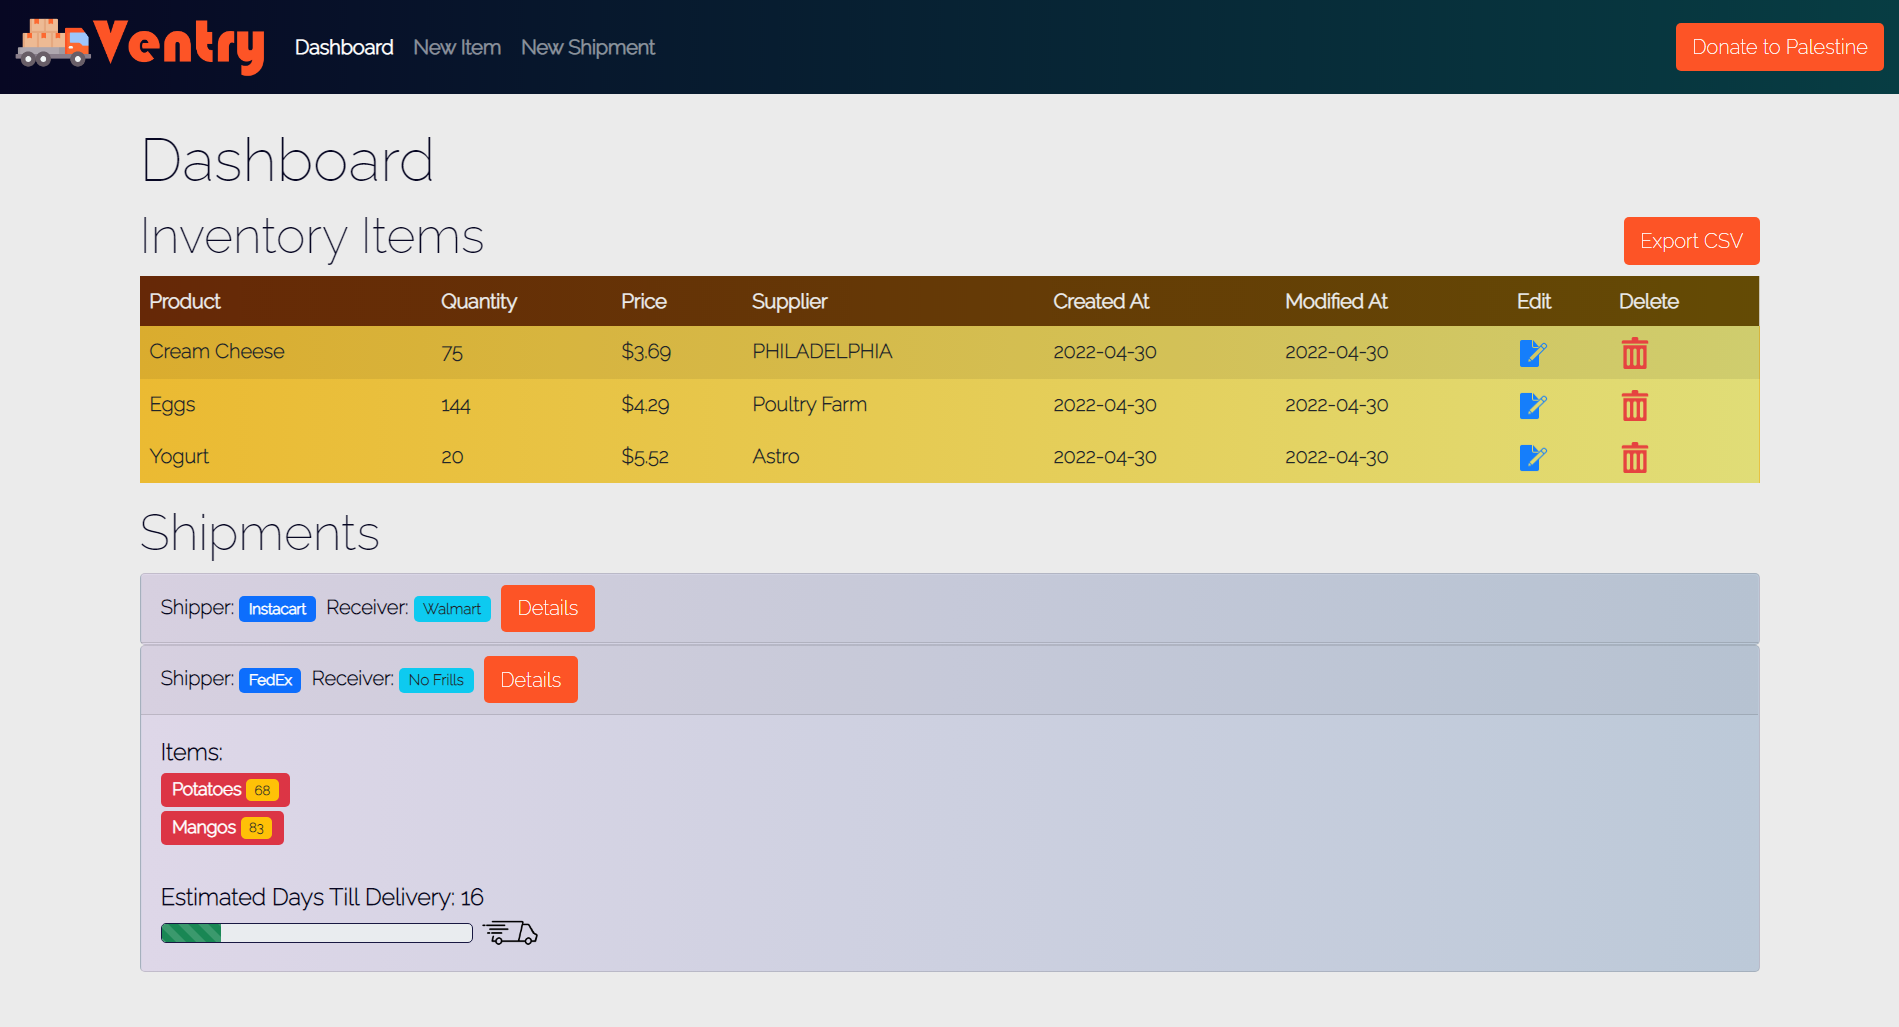 Ventry Dashboard New Item New Shipment Donate to Palestine
Dashboard
Inventory Items Export CSV
Product Quantity Price Supplier Created At Modified At Edit Delete
Cream Cheese 75 $3.69 PHILADELPHIA 2022-04-30 2022-04-30
Eggs 144 $4.29 Poultry Farm 2022-04-30 2022-04-30
Yogurt 20 $5.52 Astro 2022-04-30 2022-04-30
Shipments
Shipper: Instacart Receiver: Walmart Details
Shipper: FedEx Receiver: No Frills Details
Items:
Potatoes 68
Mangos 83
Estimated Days Till Delivery: 16